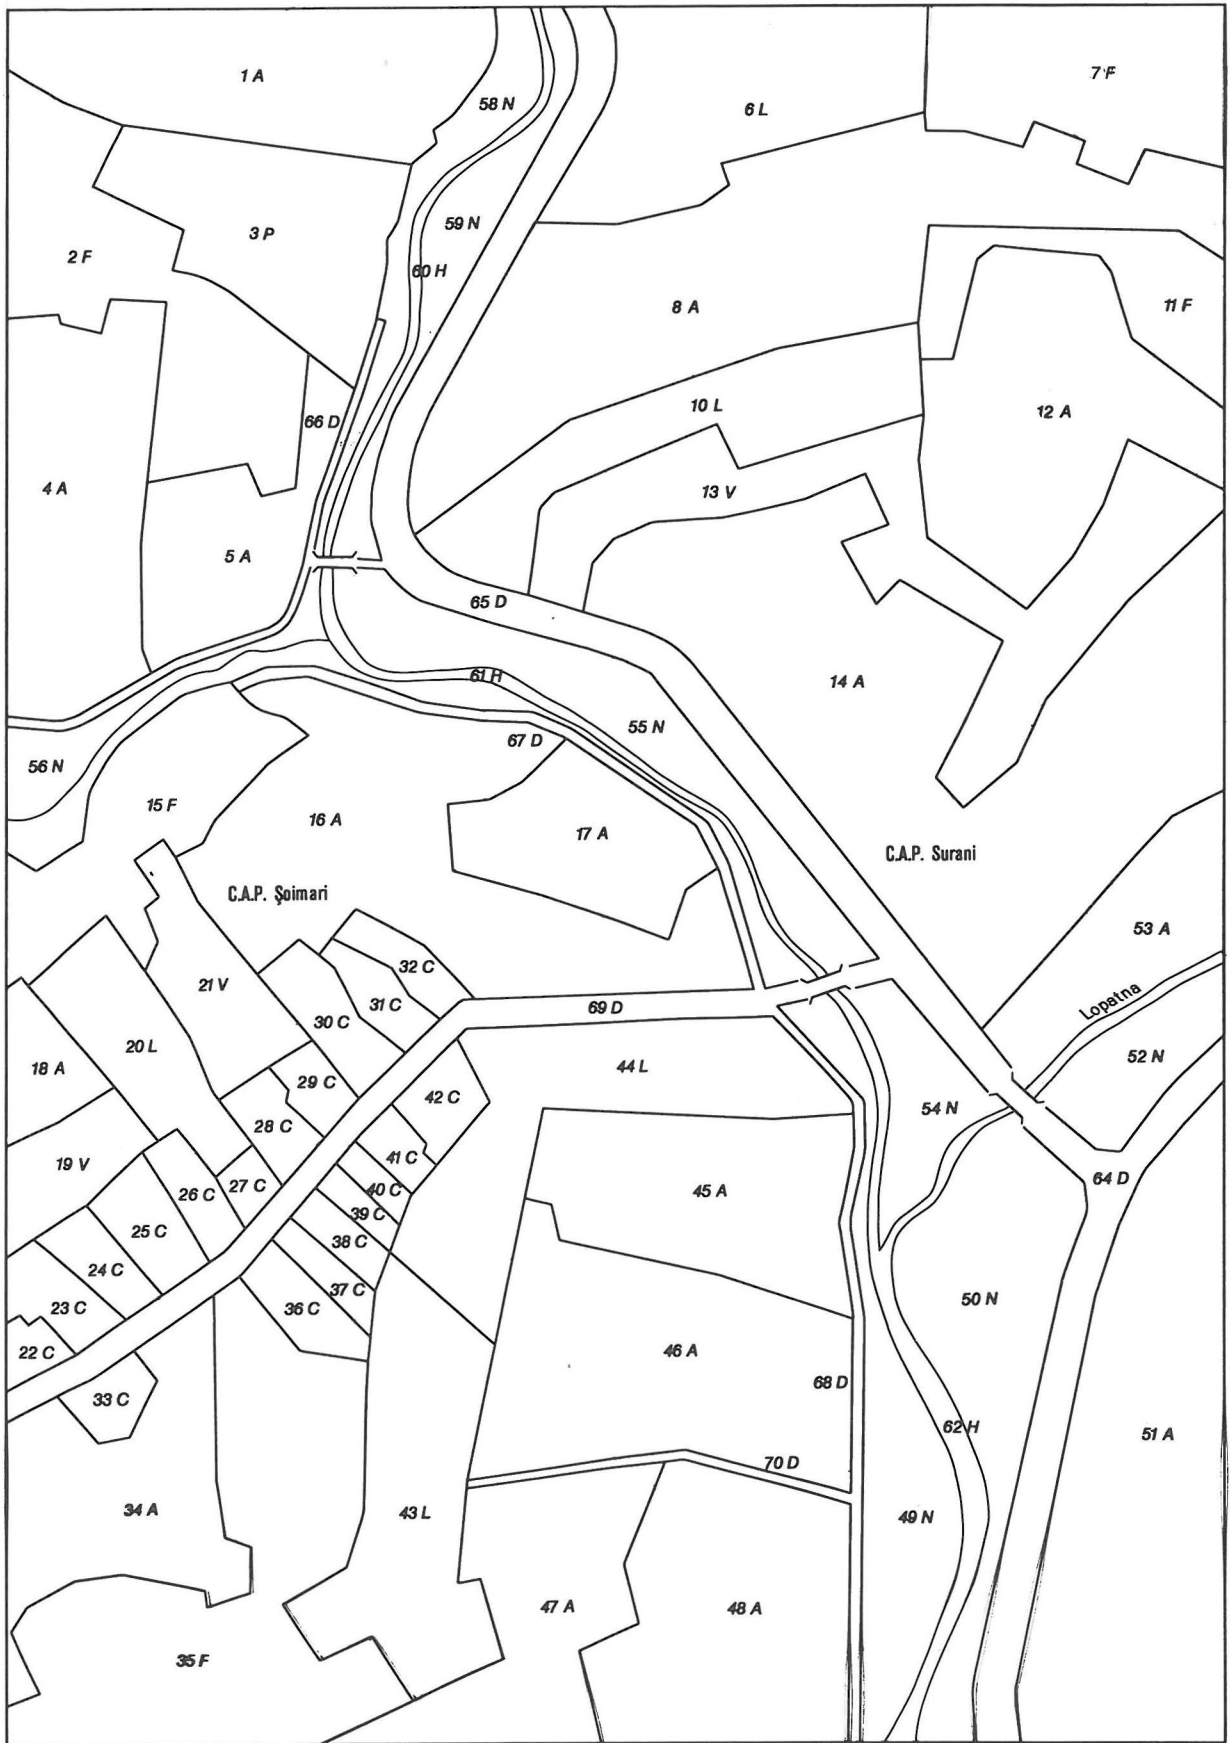 1 A
58 N
6 L
7 F
3 P
59 N
2 F
60 H
8 A
11 F
10 L
12 A
66 D
4 A
13 V
5 A
65 D
61 H
14 A
55 N
67 D
56 N
15 F
16 A
17 A
C.A.P. Surani
C.A.P. Șoimari
53 A
32 C
21 V
31 C
Lopatna
69 D
30 C
20 L
52 N
18 A
44 L
29 C
42 C
54 N
28 C
41 C
19 V
64 D
27 C
40 C
45 A
26 C
39 C
25 C
38 C
24 C
37 C
50 N
23 C
36 C
22 C
46 A
68 D
33 C
62 H
51 A
70 D
34 A
43 L
49 N
47 A
48 A
35 F